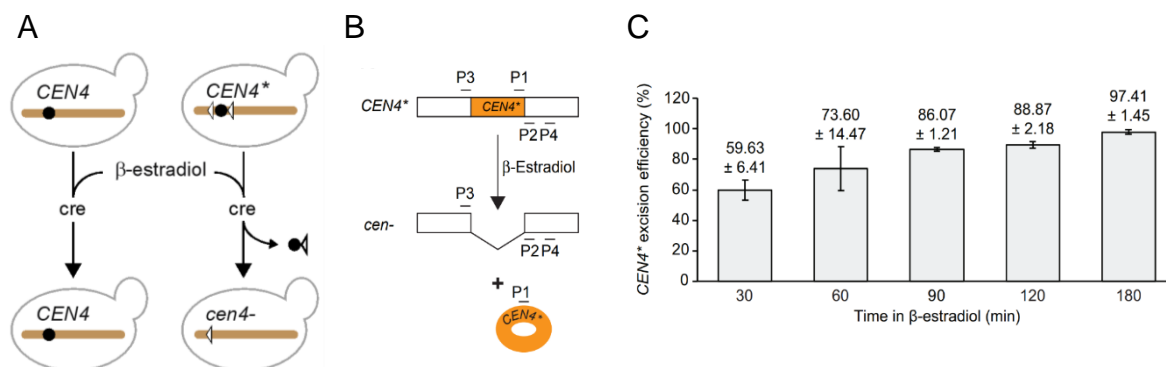 A
CEN4
CEN4*
β-estradiol
cre
cre
CEN4
cen4-
B
P3
P1
CEN4*
CEN4*
P2 P4
β-Estradiol
P3
cen-
P2 P4
+
P1
CEN4*
C
CEN4* excision efficiency (%)
120
100
80
60
40
20
0
59.63
± 6.41
73.60
± 14.47
86.07
± 1.21
88.87
± 2.18
97.41
± 1.45
30
60
90
120
180
Time in β-estradiol (min)